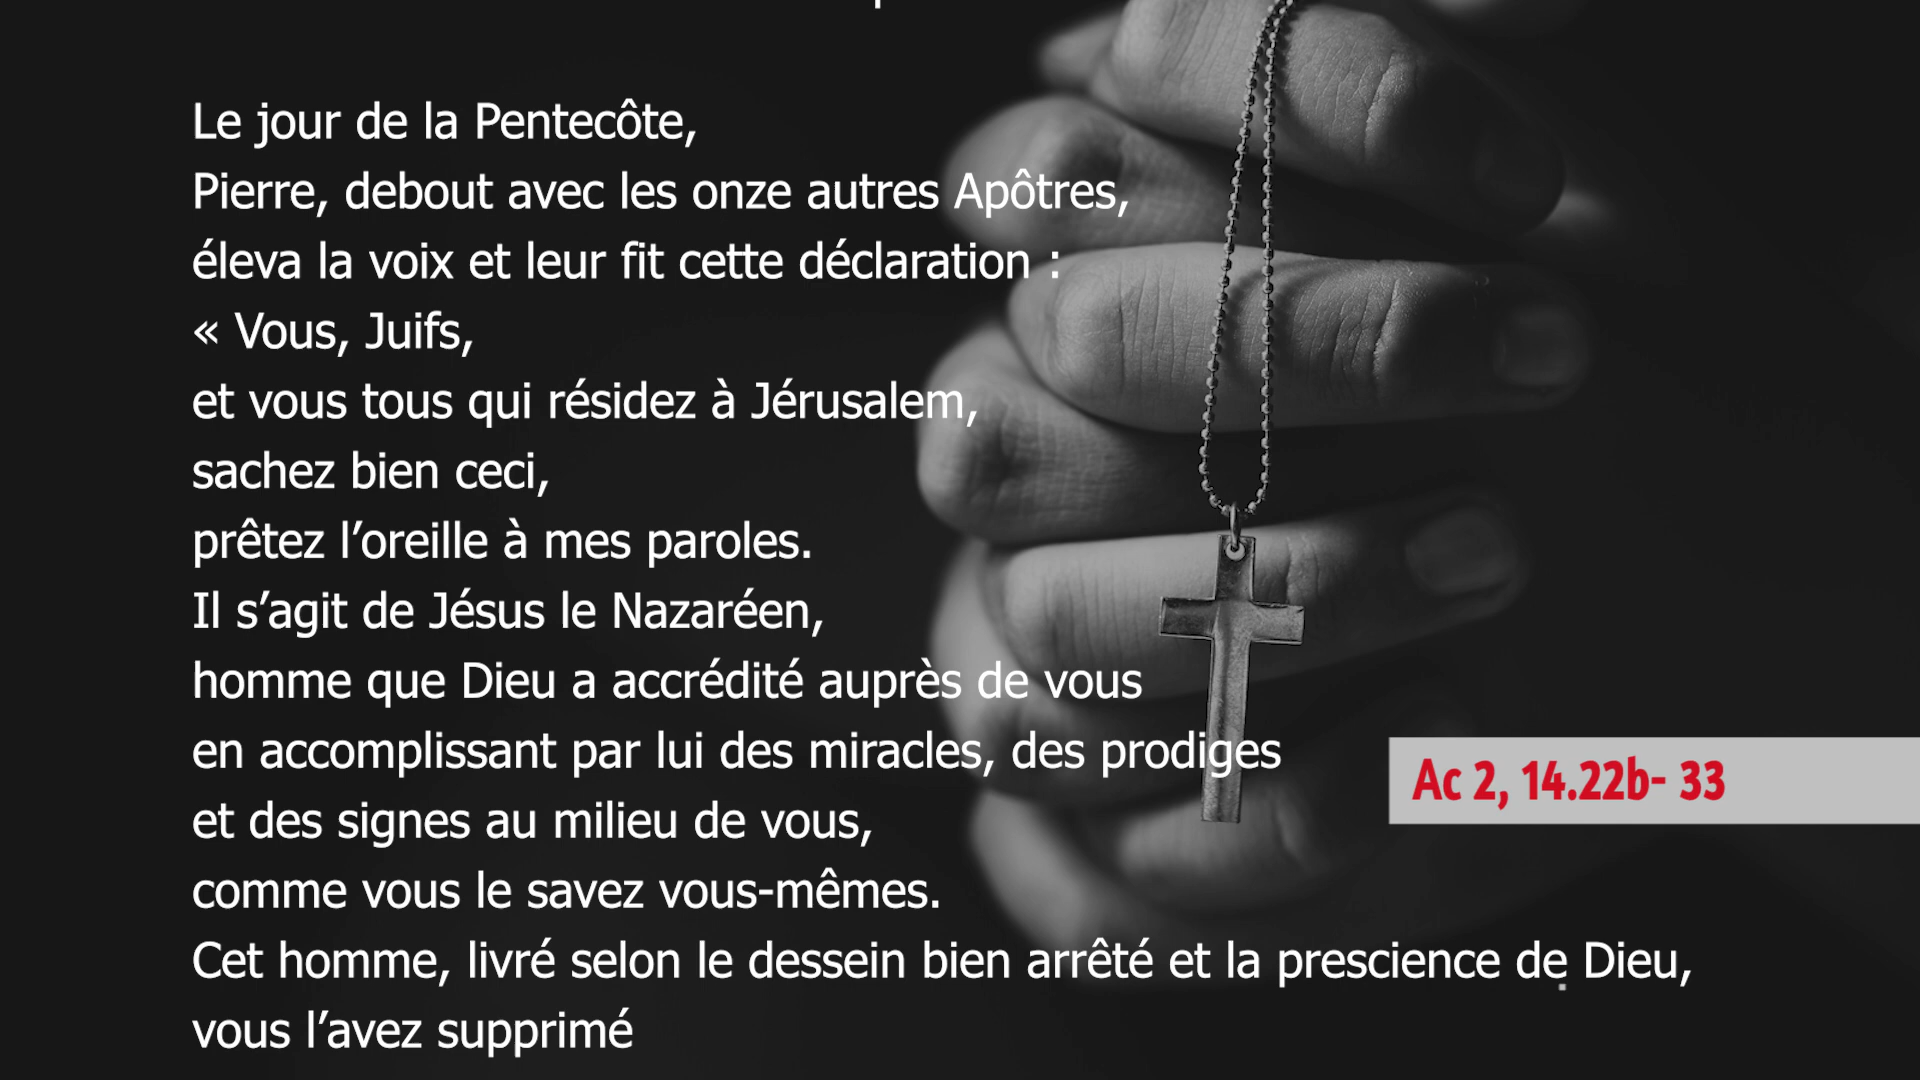 Le jour de la Pentecôte,
Pierre, debout avec les onze autres Apôtres,
éleva la voix et leur fit cette déclaration :
« Vous, Juifs,
et vous tous qui résidez à Jérusalem,
sachez bien ceci,
prêtez l’oreille à mes paroles.
Il s’agit de Jésus le Nazaréen,
homme que Dieu a accrédité auprès de vous
en accomplissant par lui des miracles, des prodiges
Ac 2, 14.22b- 33
et des signes au milieu de vous,
comme vous le savez vous-mêmes.
Cet homme, livré selon le dessein bien arrêté et la prescience de Dieu,
vous l’avez supprimé